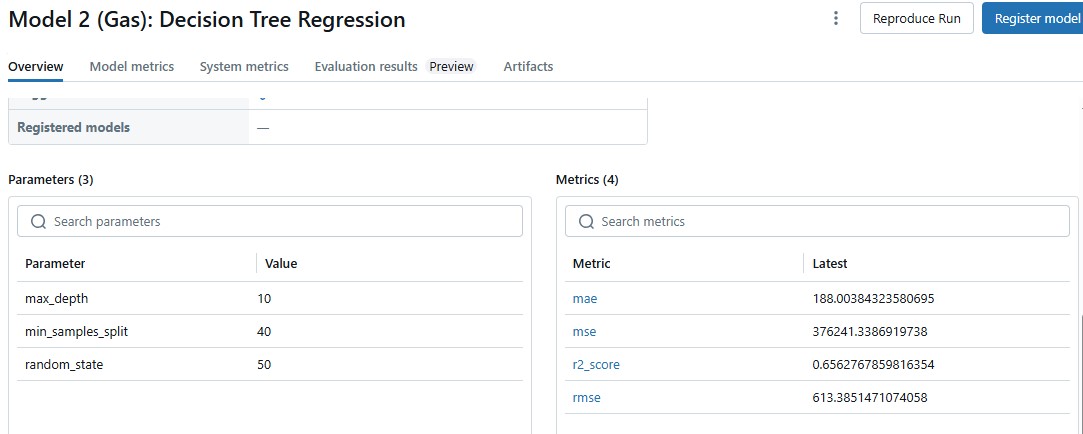 Model 2 (Gas): Decision Tree Regression
Reproduce Run
Register model
Overview Model metrics System metrics Evaluation results Preview Artifacts
Registered models —
Parameters (3)
Search parameters
Parameter Value
max_depth 10
min_samples_split 40
random_state 50
Metrics (4)
Search metrics
Metric Latest
mae 188.00384323580695
mse 376241.3386919738
r2_score 0.6562767859816354
rmse 613.3851471074058